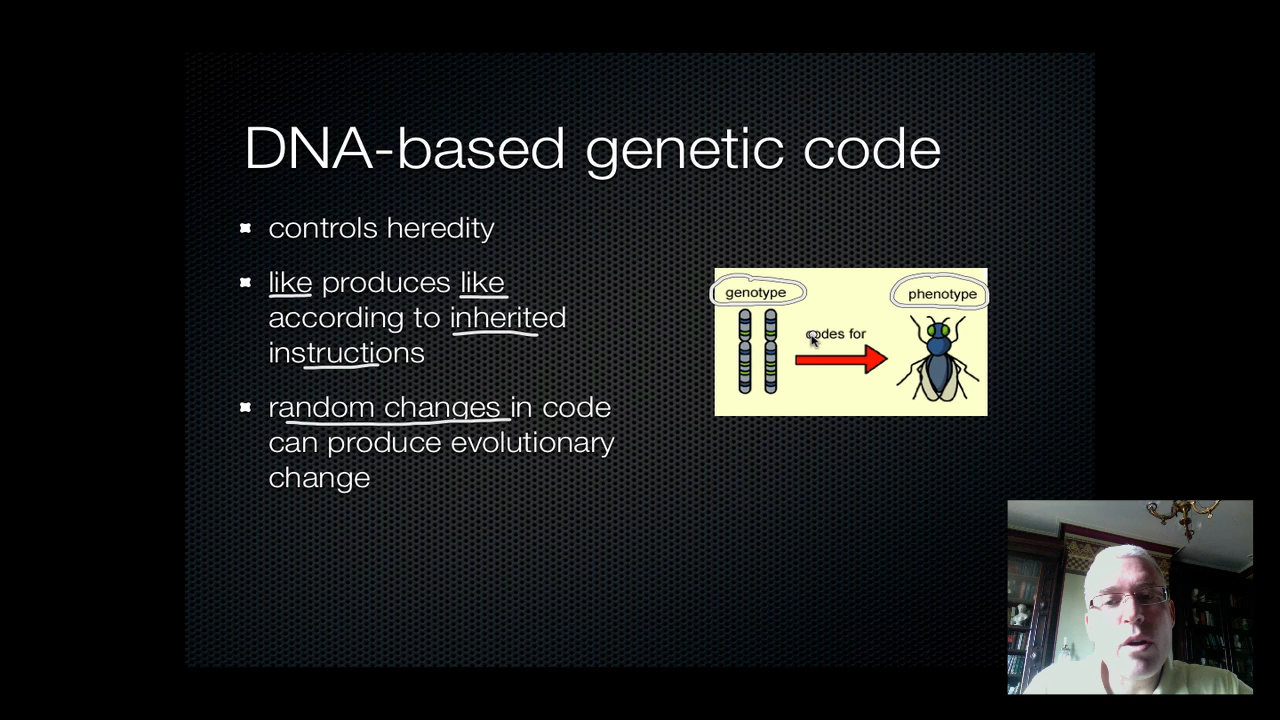 DNA-based genetic code
controls heredity
like produces like
according to inherited
instructions
random changes in code
can produce evolutionary
change
genotype
phenotype
codes for